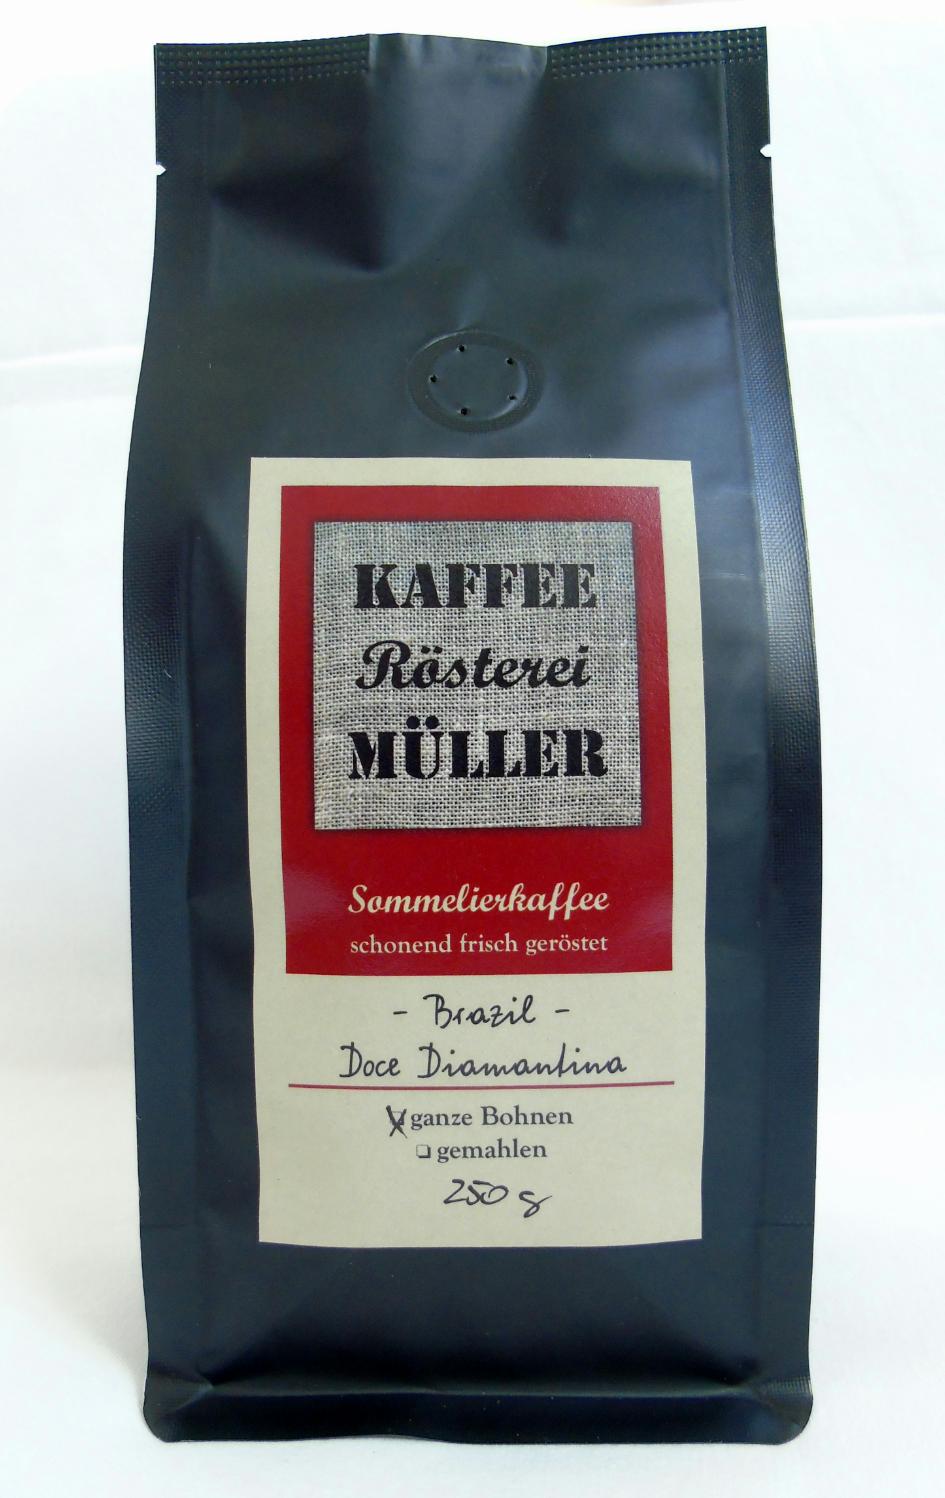 KAFFEE
Rösterei
MÜLLER
Sommelierkaffee
schonend frisch geröstet
- Brazil -
Doce Diamantina
ganze Bohnen
gemahlen
250 g